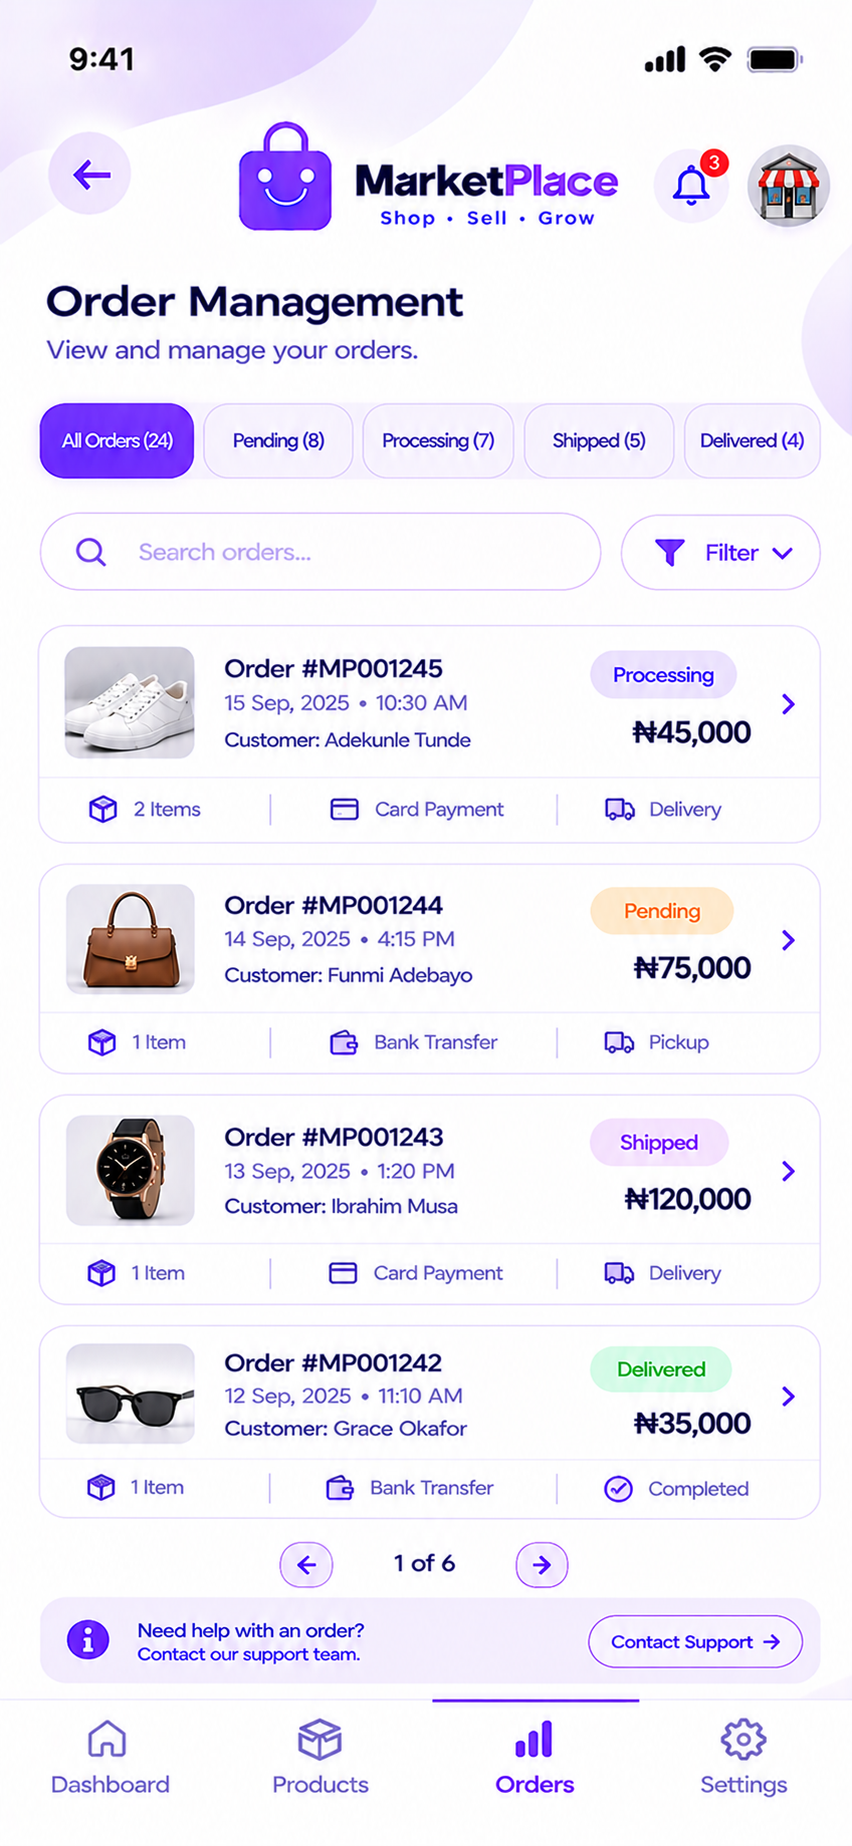 9:41
MarketPlace
Shop • Sell • Grow
3
Order Management
View and manage your orders.
All Orders (24)
Pending (8)
Processing (7)
Shipped (5)
Delivered (4)
Search orders...
Filter
Order #MP001245
Processing
15 Sep, 2025 • 10:30 AM
₦45,000
Customer: Adekunle Tunde
2 Items
Card Payment
Delivery
Order #MP001244
Pending
14 Sep, 2025 • 4:15 PM
₦75,000
Customer: Funmi Adebayo
1 Item
Bank Transfer
Pickup
Order #MP001243
Shipped
13 Sep, 2025 • 1:20 PM
₦120,000
Customer: Ibrahim Musa
1 Item
Card Payment
Delivery
Order #MP001242
Delivered
12 Sep, 2025 • 11:10 AM
₦35,000
Customer: Grace Okafor
1 Item
Bank Transfer
Completed
1 of 6
Need help with an order?
Contact our support team.
Contact Support →
Dashboard
Products
Orders
Settings